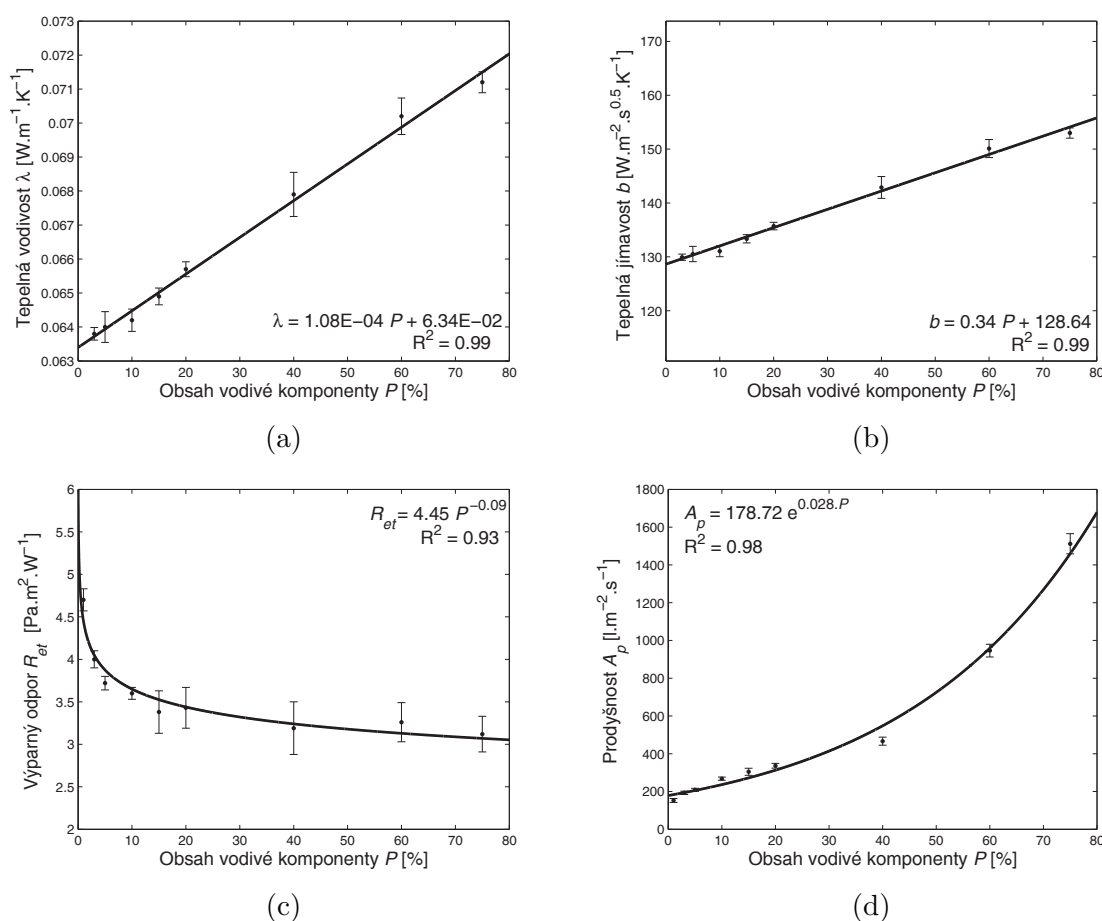 0.073
0.072
0.071
0.07
0.069
0.068
0.067
0.066
0.065
0.064
0.063
Tepelná vodivost λ [W.m⁻¹.K⁻¹]
λ = 1.08E−04 P + 6.34E−02
R² = 0.99
0 10 20 30 40 50 60 70 80
Obsah vodivé komponenty P [%]
(a)
170
160
150
140
130
120
Tepelná jímavost b [W.m⁻².s⁰·⁵.K⁻¹]
b = 0.34 P + 128.64
R² = 0.99
0 10 20 30 40 50 60 70 80
Obsah vodivé komponenty P [%]
(b)
6
5.5
5
4.5
4
3.5
3
2.5
2
Výparný odpor Rₑₜ [Pa.m².W⁻¹]
Rₑₜ = 4.45 P⁻⁰·⁰⁹
R² = 0.93
0 10 20 30 40 50 60 70 80
Obsah vodivé komponenty P [%]
(c)
1800
1600
1400
1200
1000
800
600
400
200
0
Prodyšnost Aₚ [l.m⁻².s⁻¹]
Aₚ = 178.72 e^0.028.P
R² = 0.98
0 10 20 30 40 50 60 70 80
Obsah vodivé komponenty P [%]
(d)